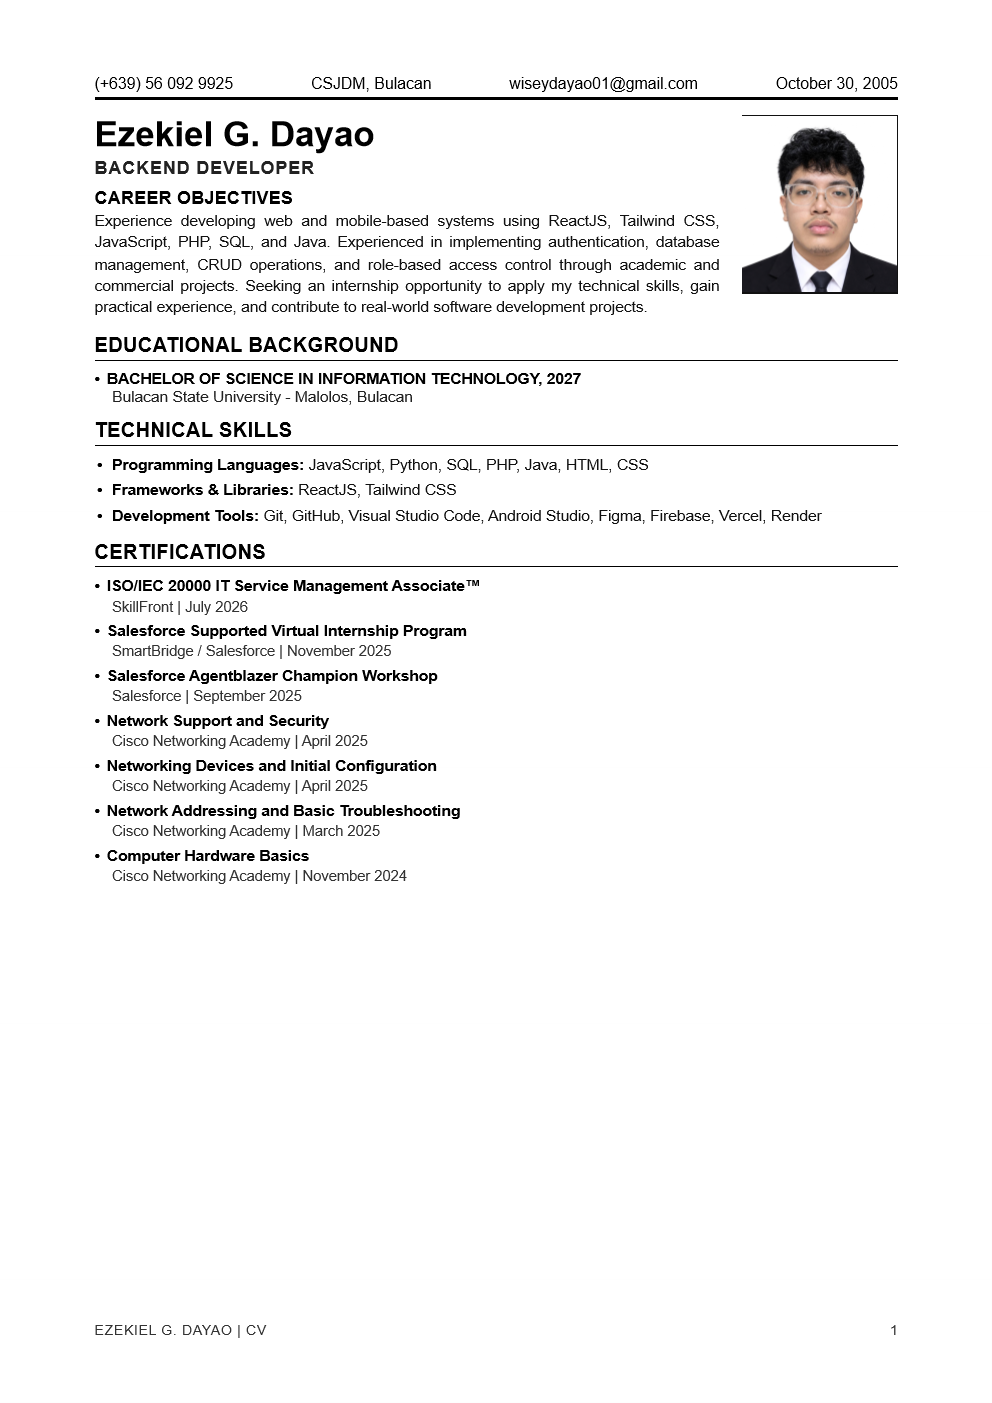 (+639) 56 092 9925 CSJDM, Bulacan wiseydayao01@gmail.com October 30, 2005
Ezekiel G. Dayao
BACKEND DEVELOPER
CAREER OBJECTIVES
Experience developing web and mobile-based systems using ReactJS, Tailwind CSS,
JavaScript, PHP, SQL, and Java. Experienced in implementing authentication, database
management, CRUD operations, and role-based access control through academic and
commercial projects. Seeking an internship opportunity to apply my technical skills, gain
practical experience, and contribute to real-world software development projects.
EDUCATIONAL BACKGROUND
• BACHELOR OF SCIENCE IN INFORMATION TECHNOLOGY, 2027
Bulacan State University - Malolos, Bulacan
TECHNICAL SKILLS
• Programming Languages: JavaScript, Python, SQL, PHP, Java, HTML, CSS
• Frameworks & Libraries: ReactJS, Tailwind CSS
• Development Tools: Git, GitHub, Visual Studio Code, Android Studio, Figma, Firebase, Vercel, Render
CERTIFICATIONS
• ISO/IEC 20000 IT Service Management Associate™
SkillFront | July 2026
• Salesforce Supported Virtual Internship Program
SmartBridge / Salesforce | November 2025
• Salesforce Agentblazer Champion Workshop
Salesforce | September 2025
• Network Support and Security
Cisco Networking Academy | April 2025
• Networking Devices and Initial Configuration
Cisco Networking Academy | April 2025
• Network Addressing and Basic Troubleshooting
Cisco Networking Academy | March 2025
• Computer Hardware Basics
Cisco Networking Academy | November 2024
EZEKIEL G. DAYAO | CV 1